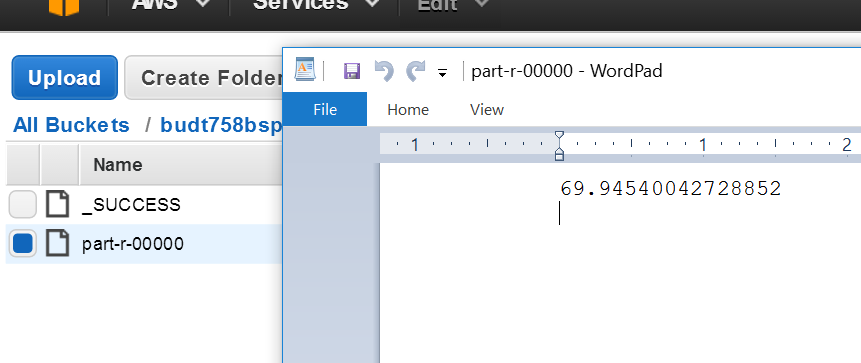 AWS Services Edit
Upload Create Folder
All Buckets / budt758bsp
Name
_SUCCESS
part-r-00000
part-r-00000 - WordPad
File Home View
1 1 2
69.94540042728852